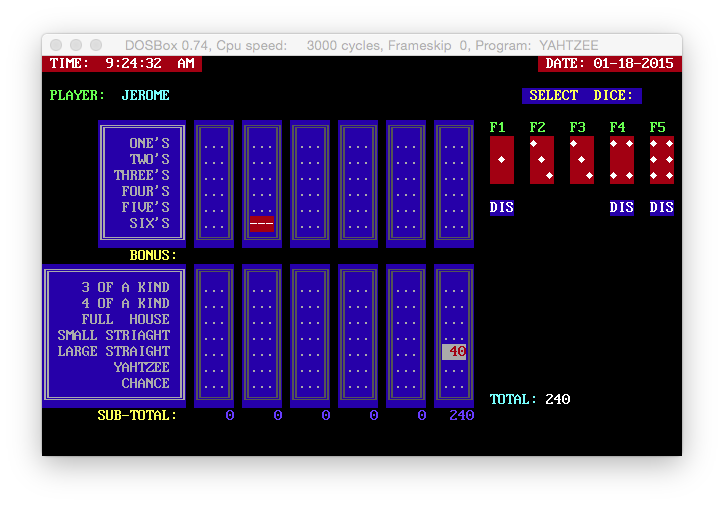 DOSBox 0.74, Cpu speed: 3000 cycles, Frameskip 0, Program: YAHTZEE
TIME: 9:24:32 AM DATE: 01-18-2015
PLAYER: JEROME SELECT DICE:
F1 F2 F3 F4 F5
ONE'S ... ... ... ... ... ...
TWO'S ... ... ... ... ... ...
THREE'S ... ... ... ... ... ...
FOUR'S ... ... ... ... ... ...
FIVE'S ... ... ... ... ... ... DIS DIS DIS
SIX'S ... --- ... ... ... ...
BONUS:
3 OF A KIND ... ... ... ... ... ...
4 OF A KIND ... ... ... ... ... ...
FULL HOUSE ... ... ... ... ... ...
SMALL STRIAGHT ... ... ... ... ... ...
LARGE STRAIGHT ... ... ... ... ... 40
YAHTZEE ... ... ... ... ... ...
CHANCE ... ... ... ... ... ...
TOTAL: 240
SUB-TOTAL: 0 0 0 0 0 240